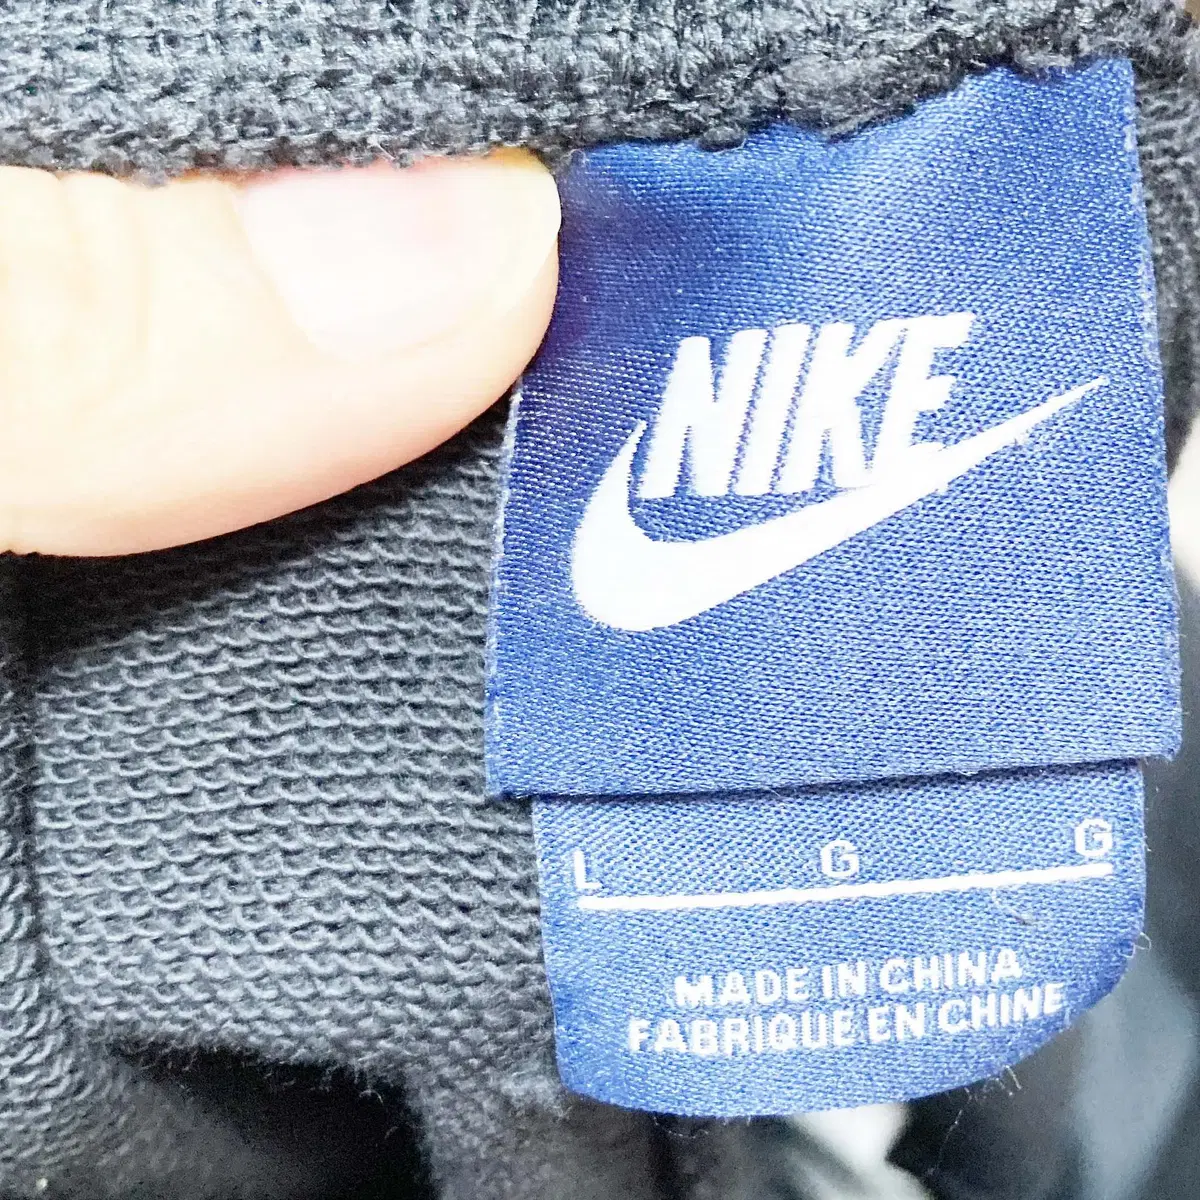 NIKE
L G G
MADE IN CHINA
FABRIQUE EN CHINE